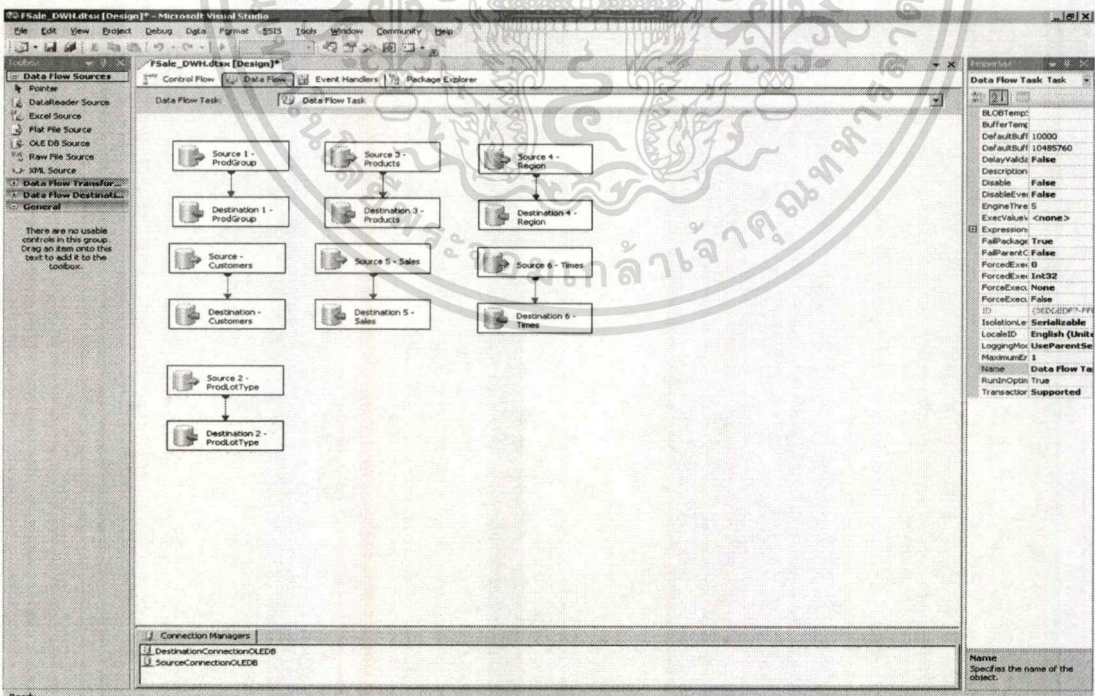 FSale_DWH.dtsx [Design]* - Microsoft Visual Studio
File Edit View Project Debug Data Format SSIS Tools Window Community Help
Toolbox
Data Flow Sources
Pointer
DataReader Source
Excel Source
Flat File Source
OLE DB Source
Raw File Source
XML Source
Data Flow Transfor...
Data Flow Destinati...
General
There are no usable
controls in this group.
Drag an item onto this
text to add it to the
toolbox.
FSale_DWH.dtsx [Design]*
Control Flow Data Flow Event Handlers Package Explorer
Data Flow Task: Data Flow Task
Source 1 -
ProdGroup
Source 3 -
Products
Source 4 -
Region
Destination 1 -
ProdGroup
Destination 3 -
Products
Destination 4 -
Region
Source -
Customers
Source 5 - Sales
Source 6 - Times
Destination -
Customers
Destination 5 -
Sales
Destination 6 -
Times
Source 2 -
ProdLotType
Destination 2 -
ProdLotType
Connection Managers
DestinationConnectionOLEDB
SourceConnectionOLEDB
Properties
Data Flow Task Task
BLOBTempS
BufferTemp
DefaultBuff 10000
DefaultBuff 10485760
DelayValida False
Description
Disable False
DisableEve False
EngineThre 5
ExecValueV <none>
Expressions
FailPackage True
FailParentC False
ForcedExec 0
ForcedExec Int32
ForceExecu None
ForceExecu False
ID
IsolationLe Serializable
LocaleID English (Unite
LoggingMod UseParentSe
MaximumEr 1
Name Data Flow Ta
RunInOptim True
Transaction Supported
Name
Specifies the name of the
object.
Ready